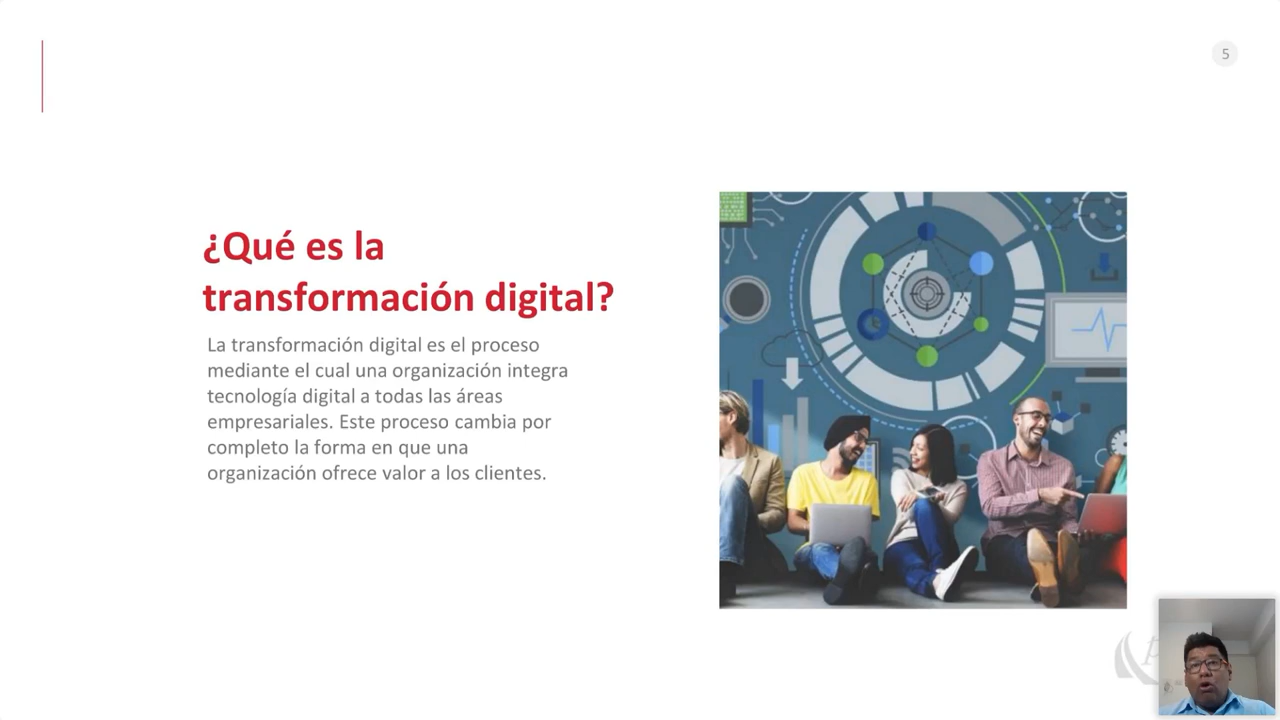 5
¿Qué es la
transformación digital?
La transformación digital es el proceso
mediante el cual una organización integra
tecnología digital a todas las áreas
empresariales. Este proceso cambia por
completo la forma en que una
organización ofrece valor a los clientes.